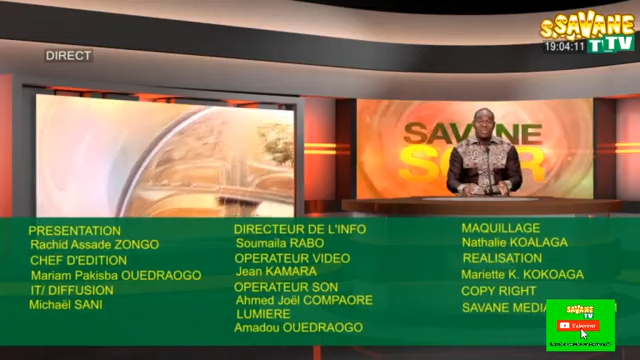 DIRECT
SAVANE
TV
19:04:11
SAVANE
SOIR
PRESENTATION
Rachid Assade ZONGO
CHEF D'EDITION
Mariam Pakisba OUEDRAOGO
IT/ DIFFUSION
Michaël SANI
DIRECTEUR DE L'INFO
Soumaila RABO
OPERATEUR VIDEO
Jean KAMARA
OPERATEUR SON
Ahmed Joël COMPAORE
LUMIERE
Amadou OUEDRAOGO
MAQUILLAGE
Nathalie KOALAGA
REALISATION
Mariette K. KOKOAGA
COPY RIGHT
SAVANE MEDIA
SAVANE
TV
S'abonner